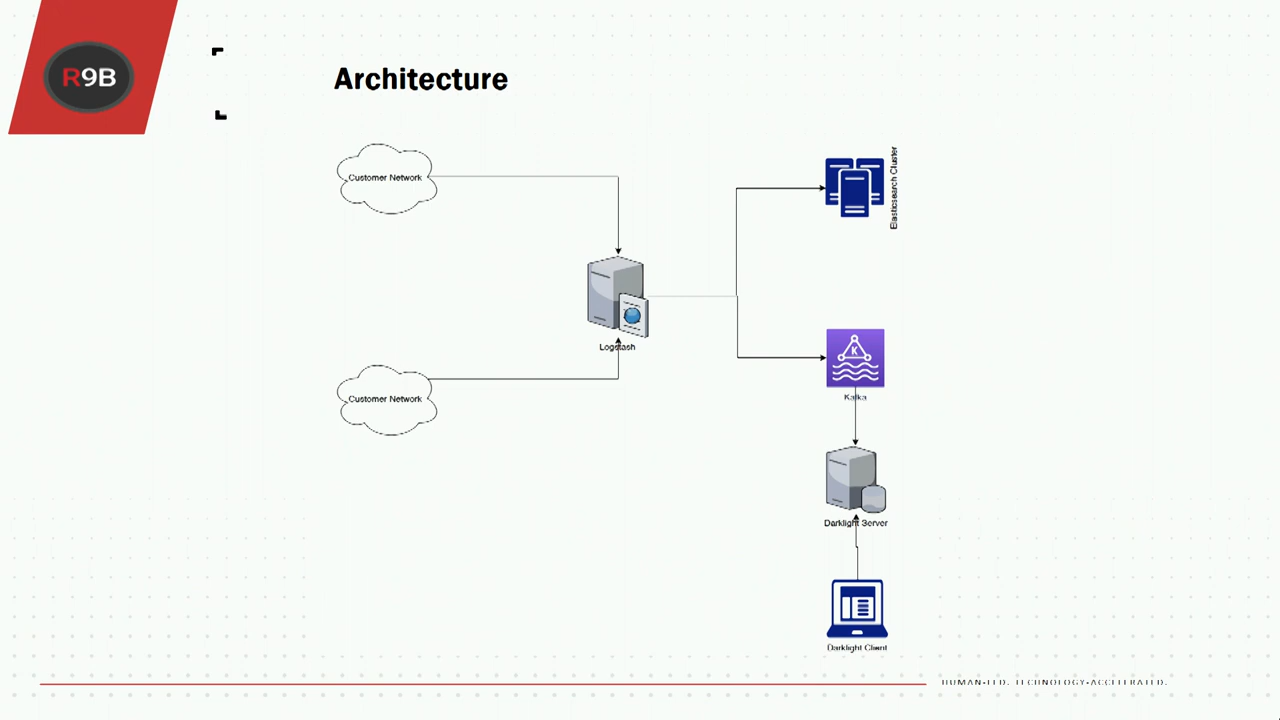 R9B
Architecture
Customer Network
Elasticsearch Cluster
Logstash
Customer Network
Kafka
Darklight Server
Darklight Client
HUMAN-LED. TECHNOLOGY-ACCELERATED.